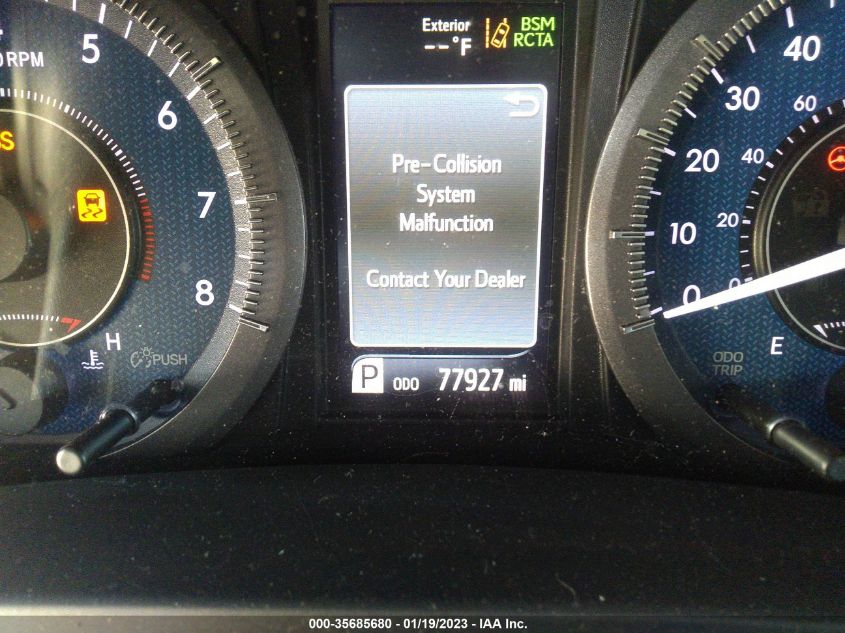 Exterior
--°F
BSM
RCTA
5
RPM
6
7
8
H
PUSH
Pre-Collision
System
Malfunction
Contact Your Dealer
P ODO 77927 mi
40
30
20
10
0
60
40
20
0
E
ODO
TRIP
000-35685680 - 01/19/2023 - IAA Inc.